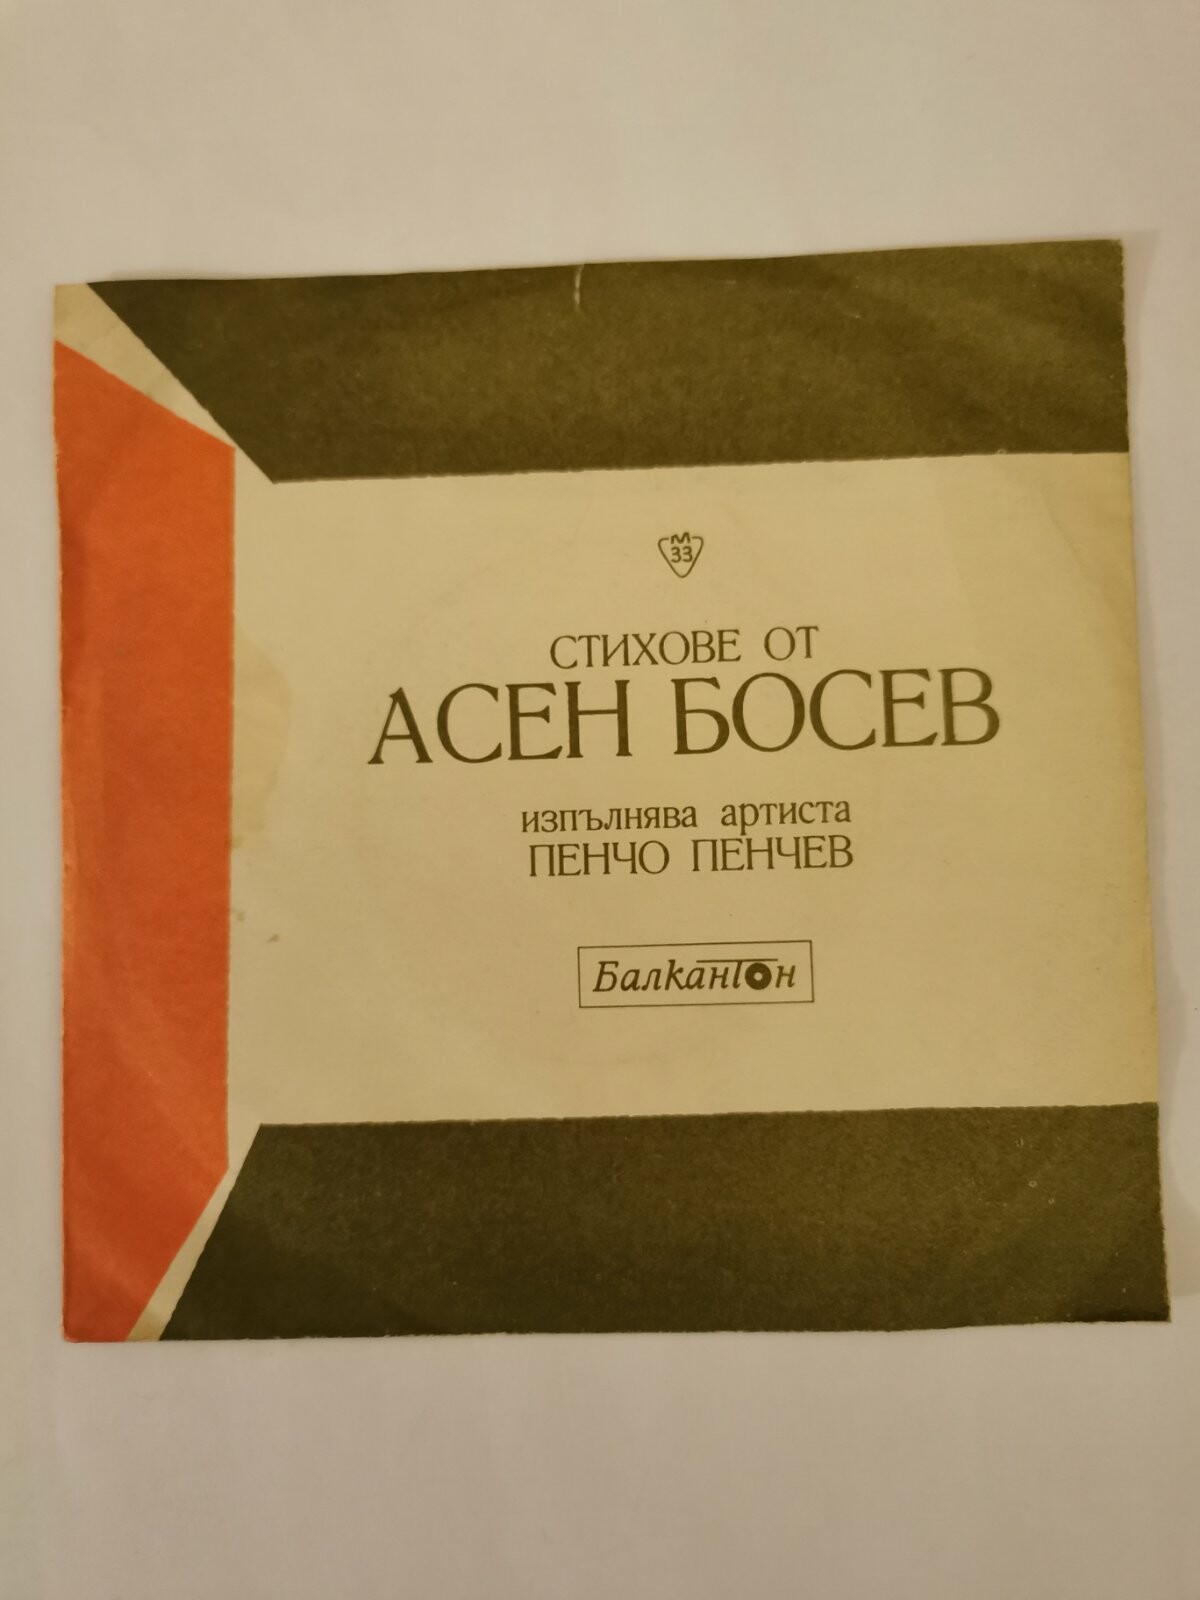 М
33
СТИХОВЕ ОТ
АСЕН БОСЕВ
изпълнява артиста
ПЕНЧО ПЕНЧЕВ
Балкантон